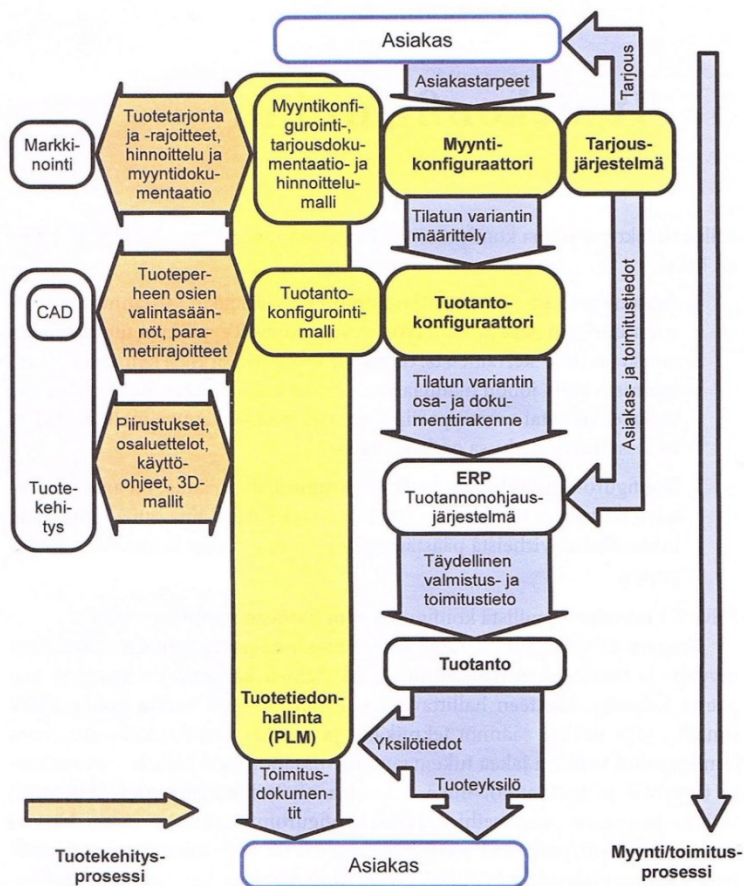 Asiakas
Asiakastarpeet
Tarjous
Markki-
nointi
Tuotetarjonta
ja -rajoitteet,
hinnoittelu ja
myyntidoku-
mentaatio
Myyntikonfi-
gurointi-,
tarjousdoku-
mentaatio- ja
hinnoittelu-
malli
Myynti-
konfiguraattori
Tarjous-
järjestelmä
Tilatun variantin
määrittely
CAD
Tuoteper-
heen osien
valintasään-
nöt, para-
metrirajoitteet
Tuotanto-
konfigurointi-
malli
Tuotanto-
konfiguraattori
Asiakas- ja toimitustiedot
Tilatun variantin
osa- ja doku-
menttirakenne
Piirustukset,
osaluettelot,
käyttö-
ohjeet, 3D-
mallit
Tuote-
kehi-
tys
ERP
Tuotannonohjaus-
järjestelmä
Täydellinen
valmistus- ja
toimitustieto
Tuotanto
Tuotetiedon-
hallinta
(PLM)
Yksilötiedot
Toimitus-
dokumen-
tit
Tuoteyksilö
Tuotekehitys-
prosessi
Asiakas
Myynti/toimitus-
prosessi